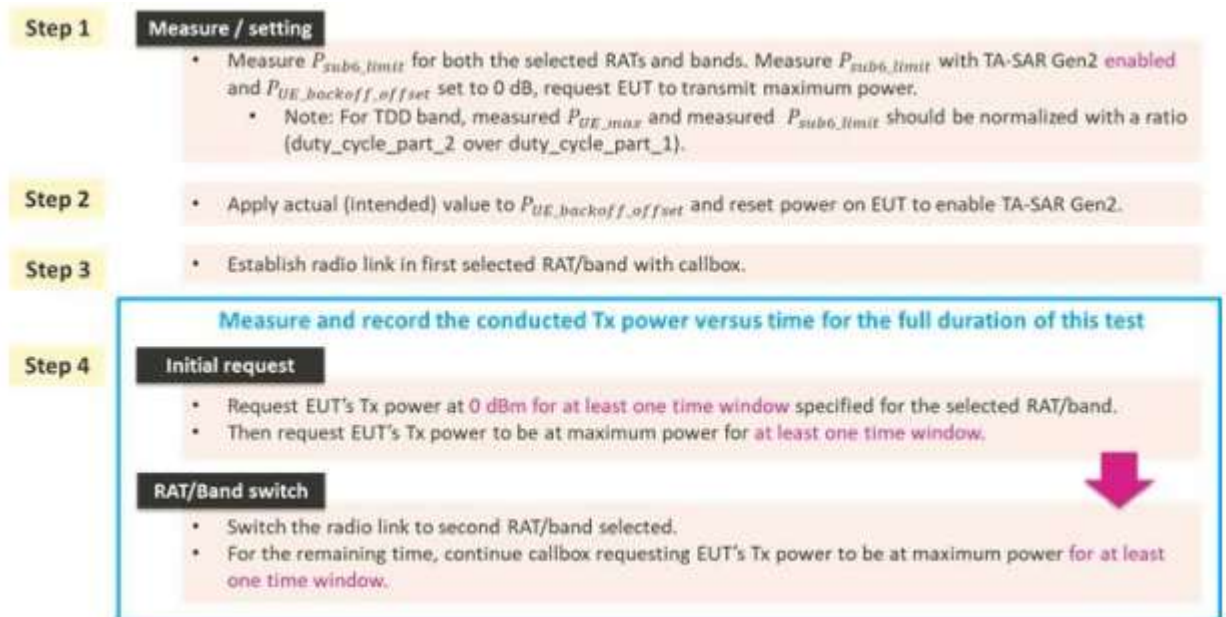 Step 1
Measure / setting
• Measure P_sub6_limit for both the selected RATs and bands. Measure P_sub6_limit with TA-SAR Gen2 enabled
and P_UE_backoff_offset set to 0 dB, request EUT to transmit maximum power.
• Note: For TDD band, measured P_UE_max and measured P_sub6_limit should be normalized with a ratio
(duty_cycle_part_2 over duty_cycle_part_1).
Step 2
• Apply actual (intended) value to P_UE_backoff_offset and reset power on EUT to enable TA-SAR Gen2.
Step 3
• Establish radio link in first selected RAT/band with callbox.
Measure and record the conducted Tx power versus time for the full duration of this test
Step 4
Initial request
• Request EUT's Tx power at 0 dBm for at least one time window specified for the selected RAT/band.
• Then request EUT's Tx power to be at maximum power for at least one time window.
RAT/Band switch
• Switch the radio link to second RAT/band selected.
• For the remaining time, continue callbox requesting EUT's Tx power to be at maximum power for at least
one time window.